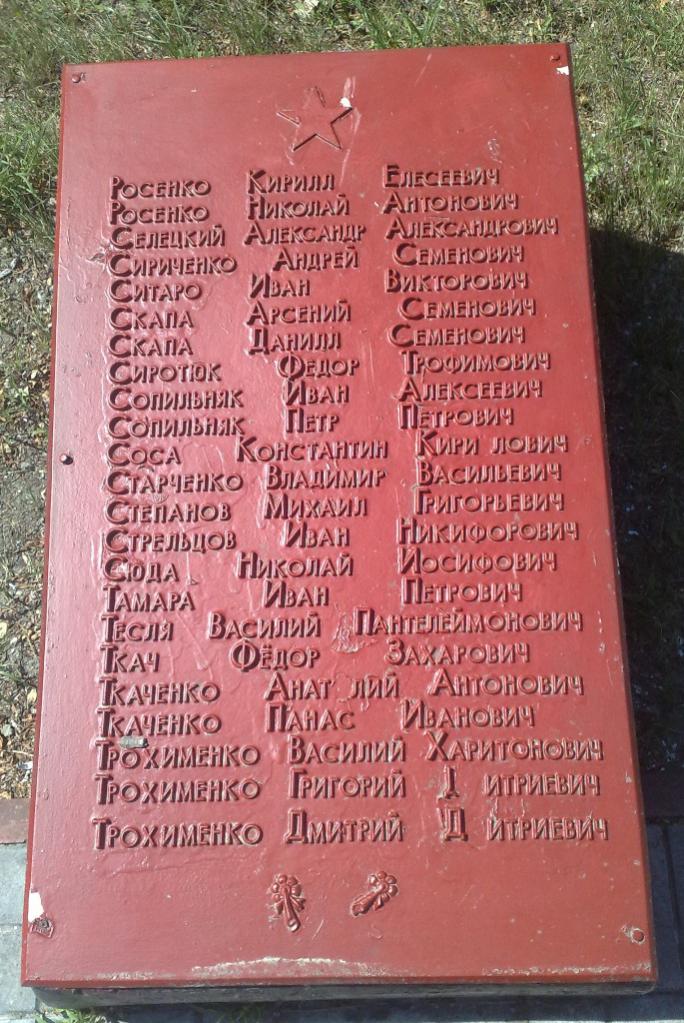 Росенко Кирилл Елесеевич
Росенко Николай Антонович
Селецкий Александр Александрович
Сириченко Андрей Семенович
Ситаро Иван Викторович
Скапа Арсений Семенович
Скапа Данилл Семенович
Сиротюк Федор Трофимович
Сопильняк Иван Алексеевич
Сопильняк Петр Петрович
Соса Константин Кири лович
Старченко Владимир Васильевич
Степанов Михаил Григорьевич
Стрельцов Иван Никифорович
Сюда Николай Иосифович
Тамара Иван Петрович
Тесля Василий Пантелеймонович
Ткач Фёдор Захарович
Ткаченко Анат лий Антонович
Ткаченко Панас Иванович
Трохименко Василий Харитонович
Трохименко Григорий Д итриевич
Трохименко Дмитрий Д итриевич